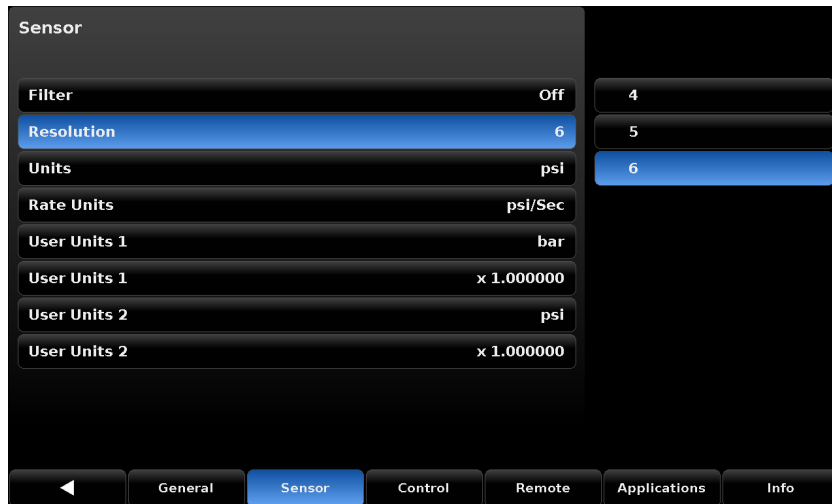 Sensor
Filter Off
Resolution 6
Units psi
Rate Units psi/Sec
User Units 1 bar
User Units 1 x 1.000000
User Units 2 psi
User Units 2 x 1.000000
4
5
6
General Sensor Control Remote Applications Info